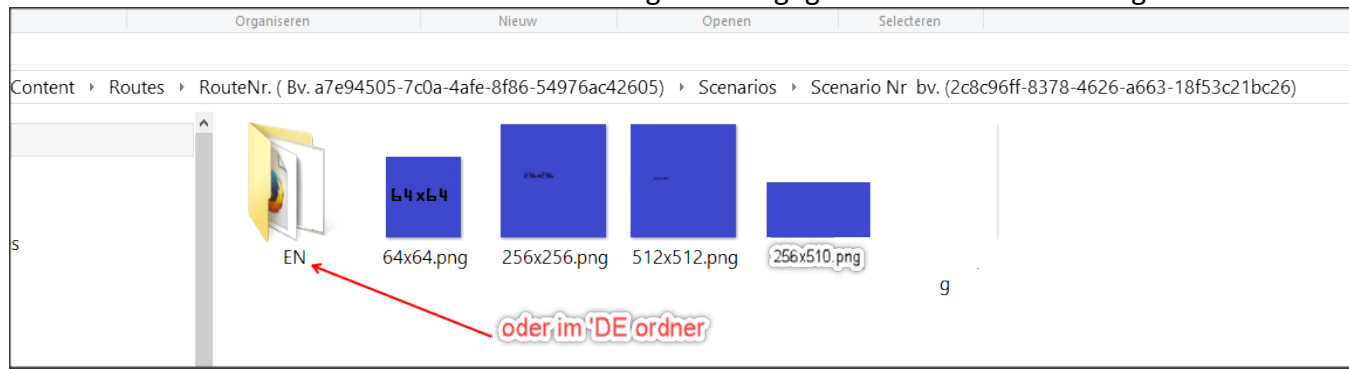 Organiseren Nieuw Openen Selecteren
Content ▸ Routes ▸ RouteNr. ( Bv. a7e94505-7c0a-4afe-8f86-54976ac42605) ▸ Scenarios ▸ Scenario Nr bv. (2c8c96ff-8378-4626-a663-18f53c21bc26)
64x64
256x256
s
EN 64x64.png 256x256.png 512x512.png 256x510.png
g
oder im 'DE ordner